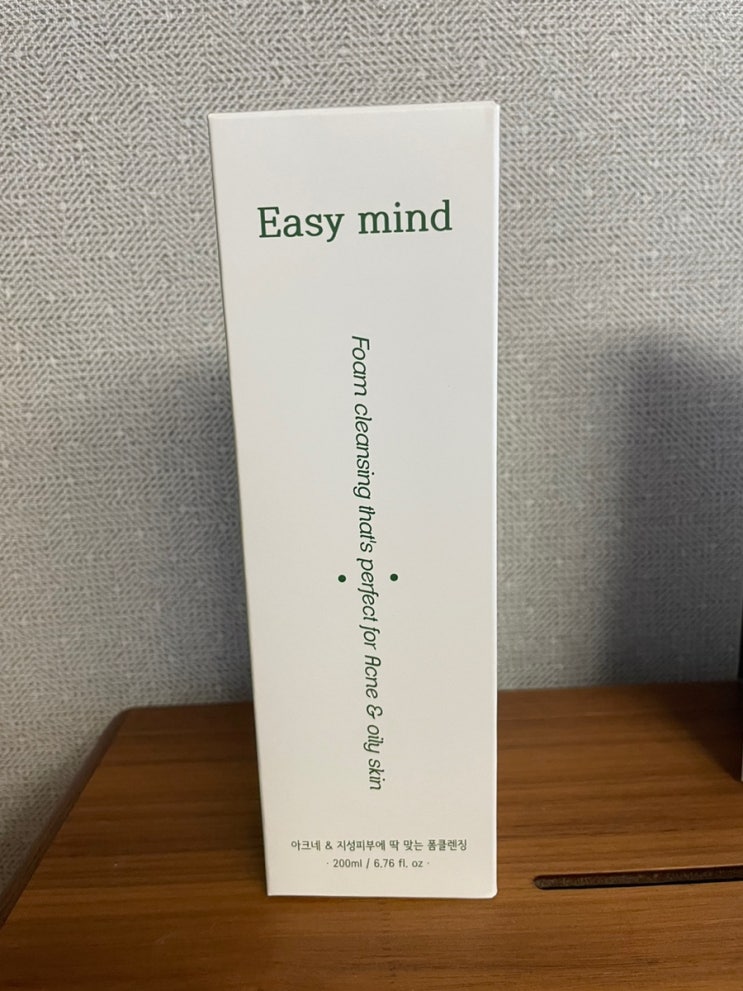 Easy mind
Foam cleansing that's perfect for Acne & oily skin
아크네 & 지성피부에 딱 맞는 폼클렌징
· 200ml / 6.76 fl. oz ·